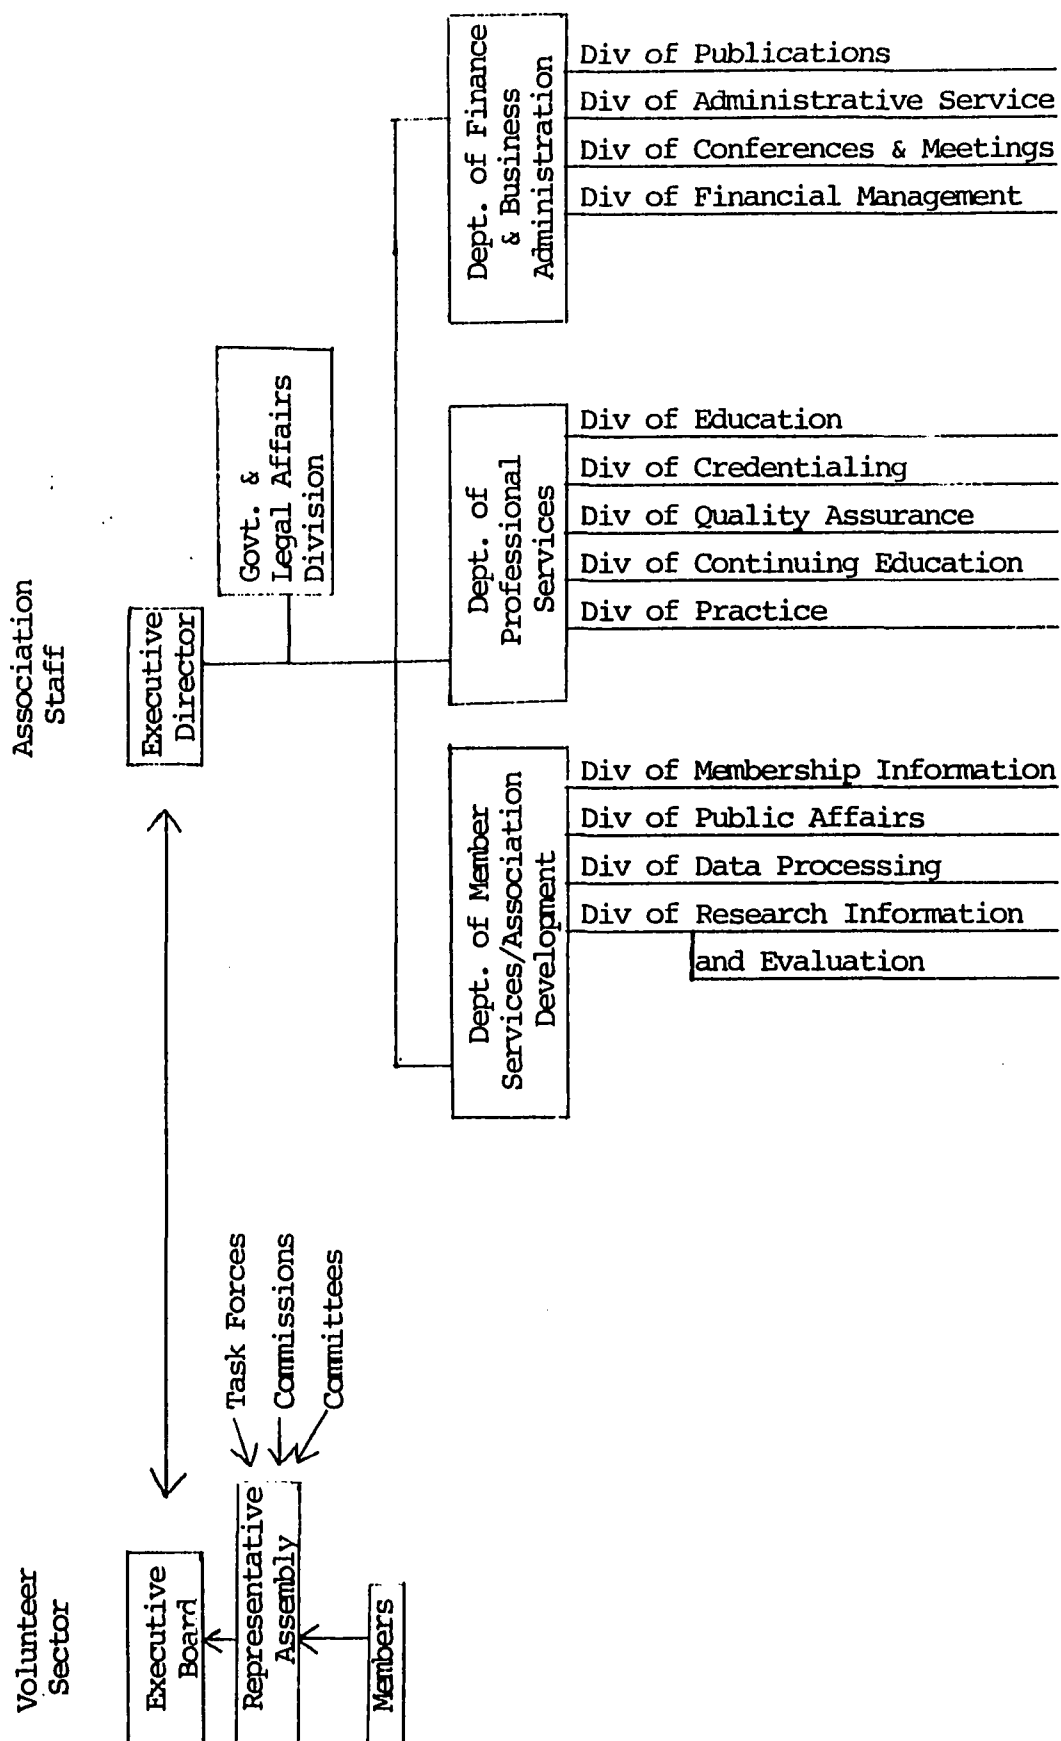 Volunteer
Sector
Executive
Board
Representative
Assembly
Members
Task Forces
Commissions
Committees
Association
Staff
Executive
Director
Govt. &
Legal Affairs
Division
Dept. of Member
Services/Association
Development
Div of Membership Information
Div of Public Affairs
Div of Data Processing
Div of Research Information
and Evaluation
Dept. of
Professional
Services
Div of Education
Div of Credentialing
Div of Quality Assurance
Div of Continuing Education
Div of Practice
Dept. of Finance
& Business
Administration
Div of Publications
Div of Administrative Service
Div of Conferences & Meetings
Div of Financial Management